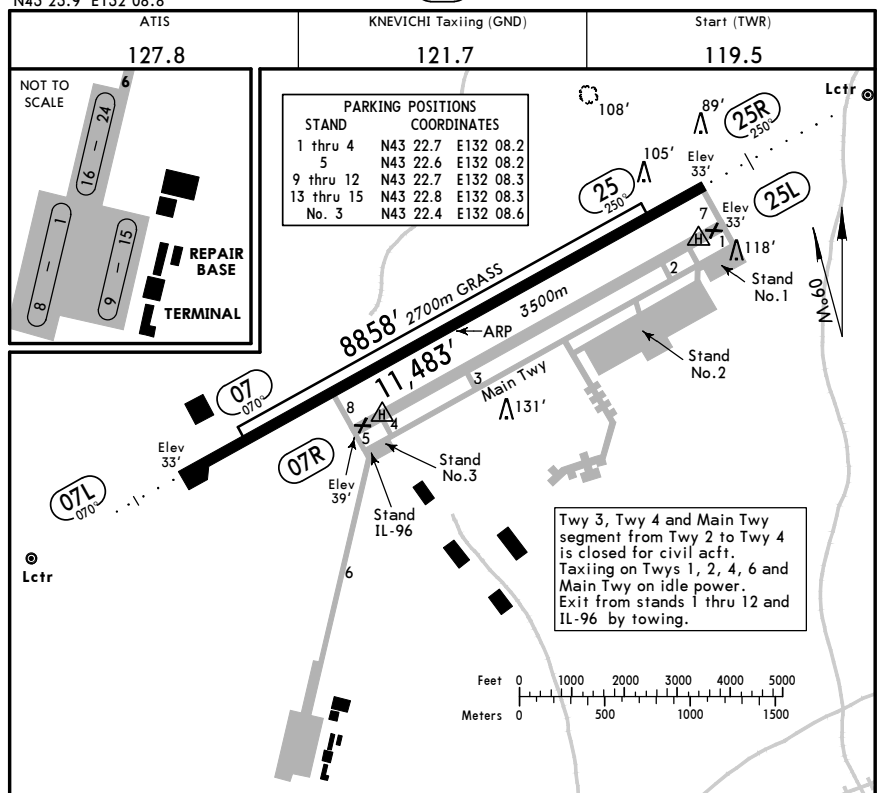 N43 23.9 E132 08.8
ATIS
127.8
KNEVICHI Taxiing (GND)
121.7
Start (TWR)
119.5
NOT TO
SCALE
6
16 - 24
8 - 1
9 - 15
REPAIR
BASE
TERMINAL
PARKING POSITIONS
STAND COORDINATES
1 thru 4 N43 22.7 E132 08.2
5 N43 22.6 E132 08.2
9 thru 12 N43 22.7 E132 08.3
13 thru 15 N43 22.8 E132 08.3
No. 3 N43 22.4 E132 08.6
108'
89'
105'
Lctr
25R
250°
Elev
33'
25
250°
25L
Elev
33'
7
H
1
118'
2
Stand
No.1
09°W
8858' 2700m GRASS
3500m
ARP
11,483'
Stand
No.2
3
Main Twy
131'
07
070°
8
H
4
5
07R
Elev
33'
Elev
39'
Stand
No.3
Stand
IL-96
07L
070°
Lctr
6
Twy 3, Twy 4 and Main Twy
segment from Twy 2 to Twy 4
is closed for civil acft.
Taxiing on Twys 1, 2, 4, 6 and
Main Twy on idle power.
Exit from stands 1 thru 12 and
IL-96 by towing.
Feet 0 1000 2000 3000 4000 5000
Meters 0 500 1000 1500